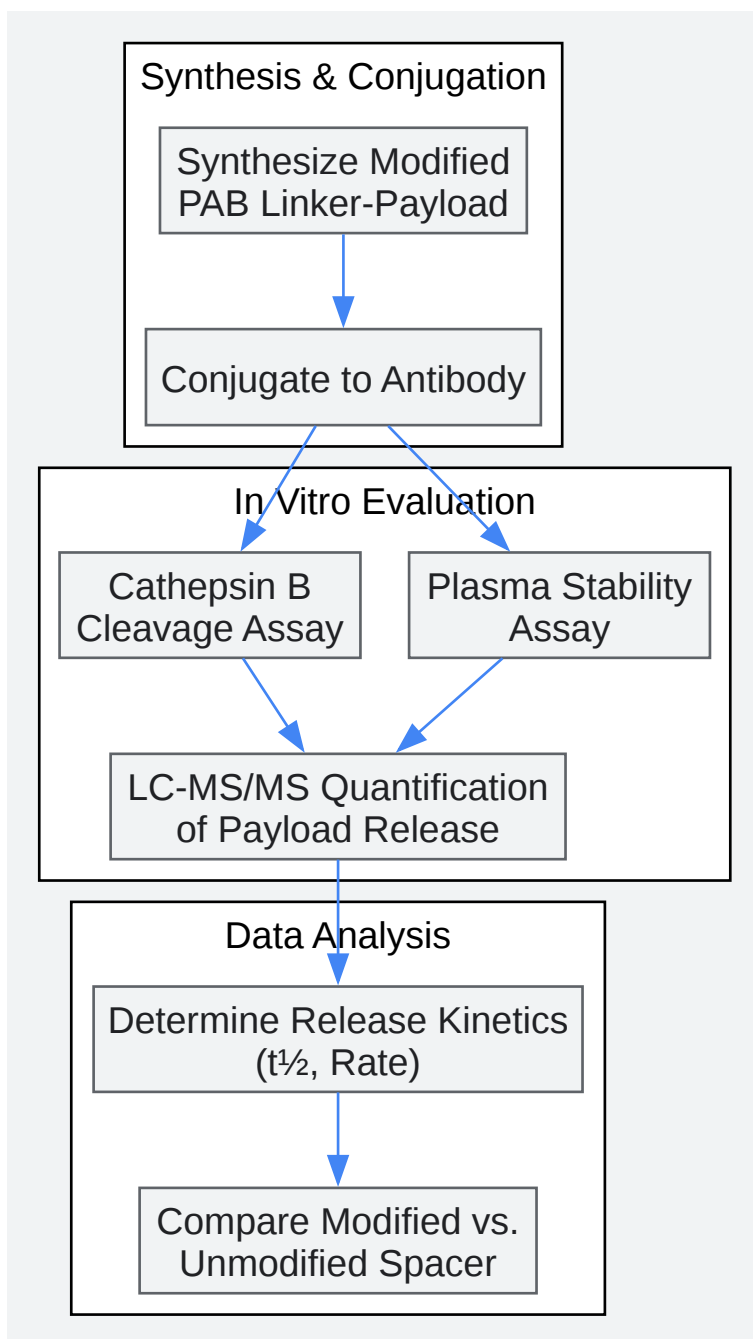 Synthesis & Conjugation
Synthesize Modified
PAB Linker-Payload
Conjugate to Antibody
In Vitro Evaluation
Cathepsin B
Cleavage Assay
Plasma Stability
Assay
LC-MS/MS Quantification
of Payload Release
Data Analysis
Determine Release Kinetics
(t½, Rate)
Compare Modified vs.
Unmodified Spacer